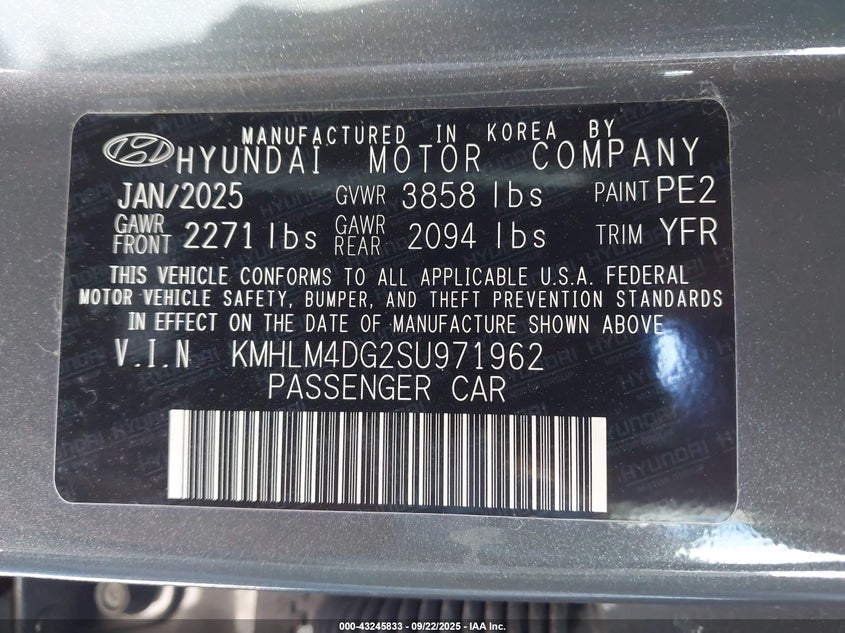 MANUFACTURED IN KOREA BY
HYUNDAI MOTOR COMPANY
JAN/2025 GVWR 3858 lbs PAINT PE2
GAWR FRONT 2271 lbs GAWR REAR 2094 lbs TRIM YFR
THIS VEHICLE CONFORMS TO ALL APPLICABLE U.S.A. FEDERAL
MOTOR VEHICLE SAFETY, BUMPER, AND THEFT PREVENTION STANDARDS
IN EFFECT ON THE DATE OF MANUFACTURE SHOWN ABOVE
V.I.N KMHLM4DG2SU971962
PASSENGER CAR
000-43245833 - 09/22/2025 - IAA Inc.